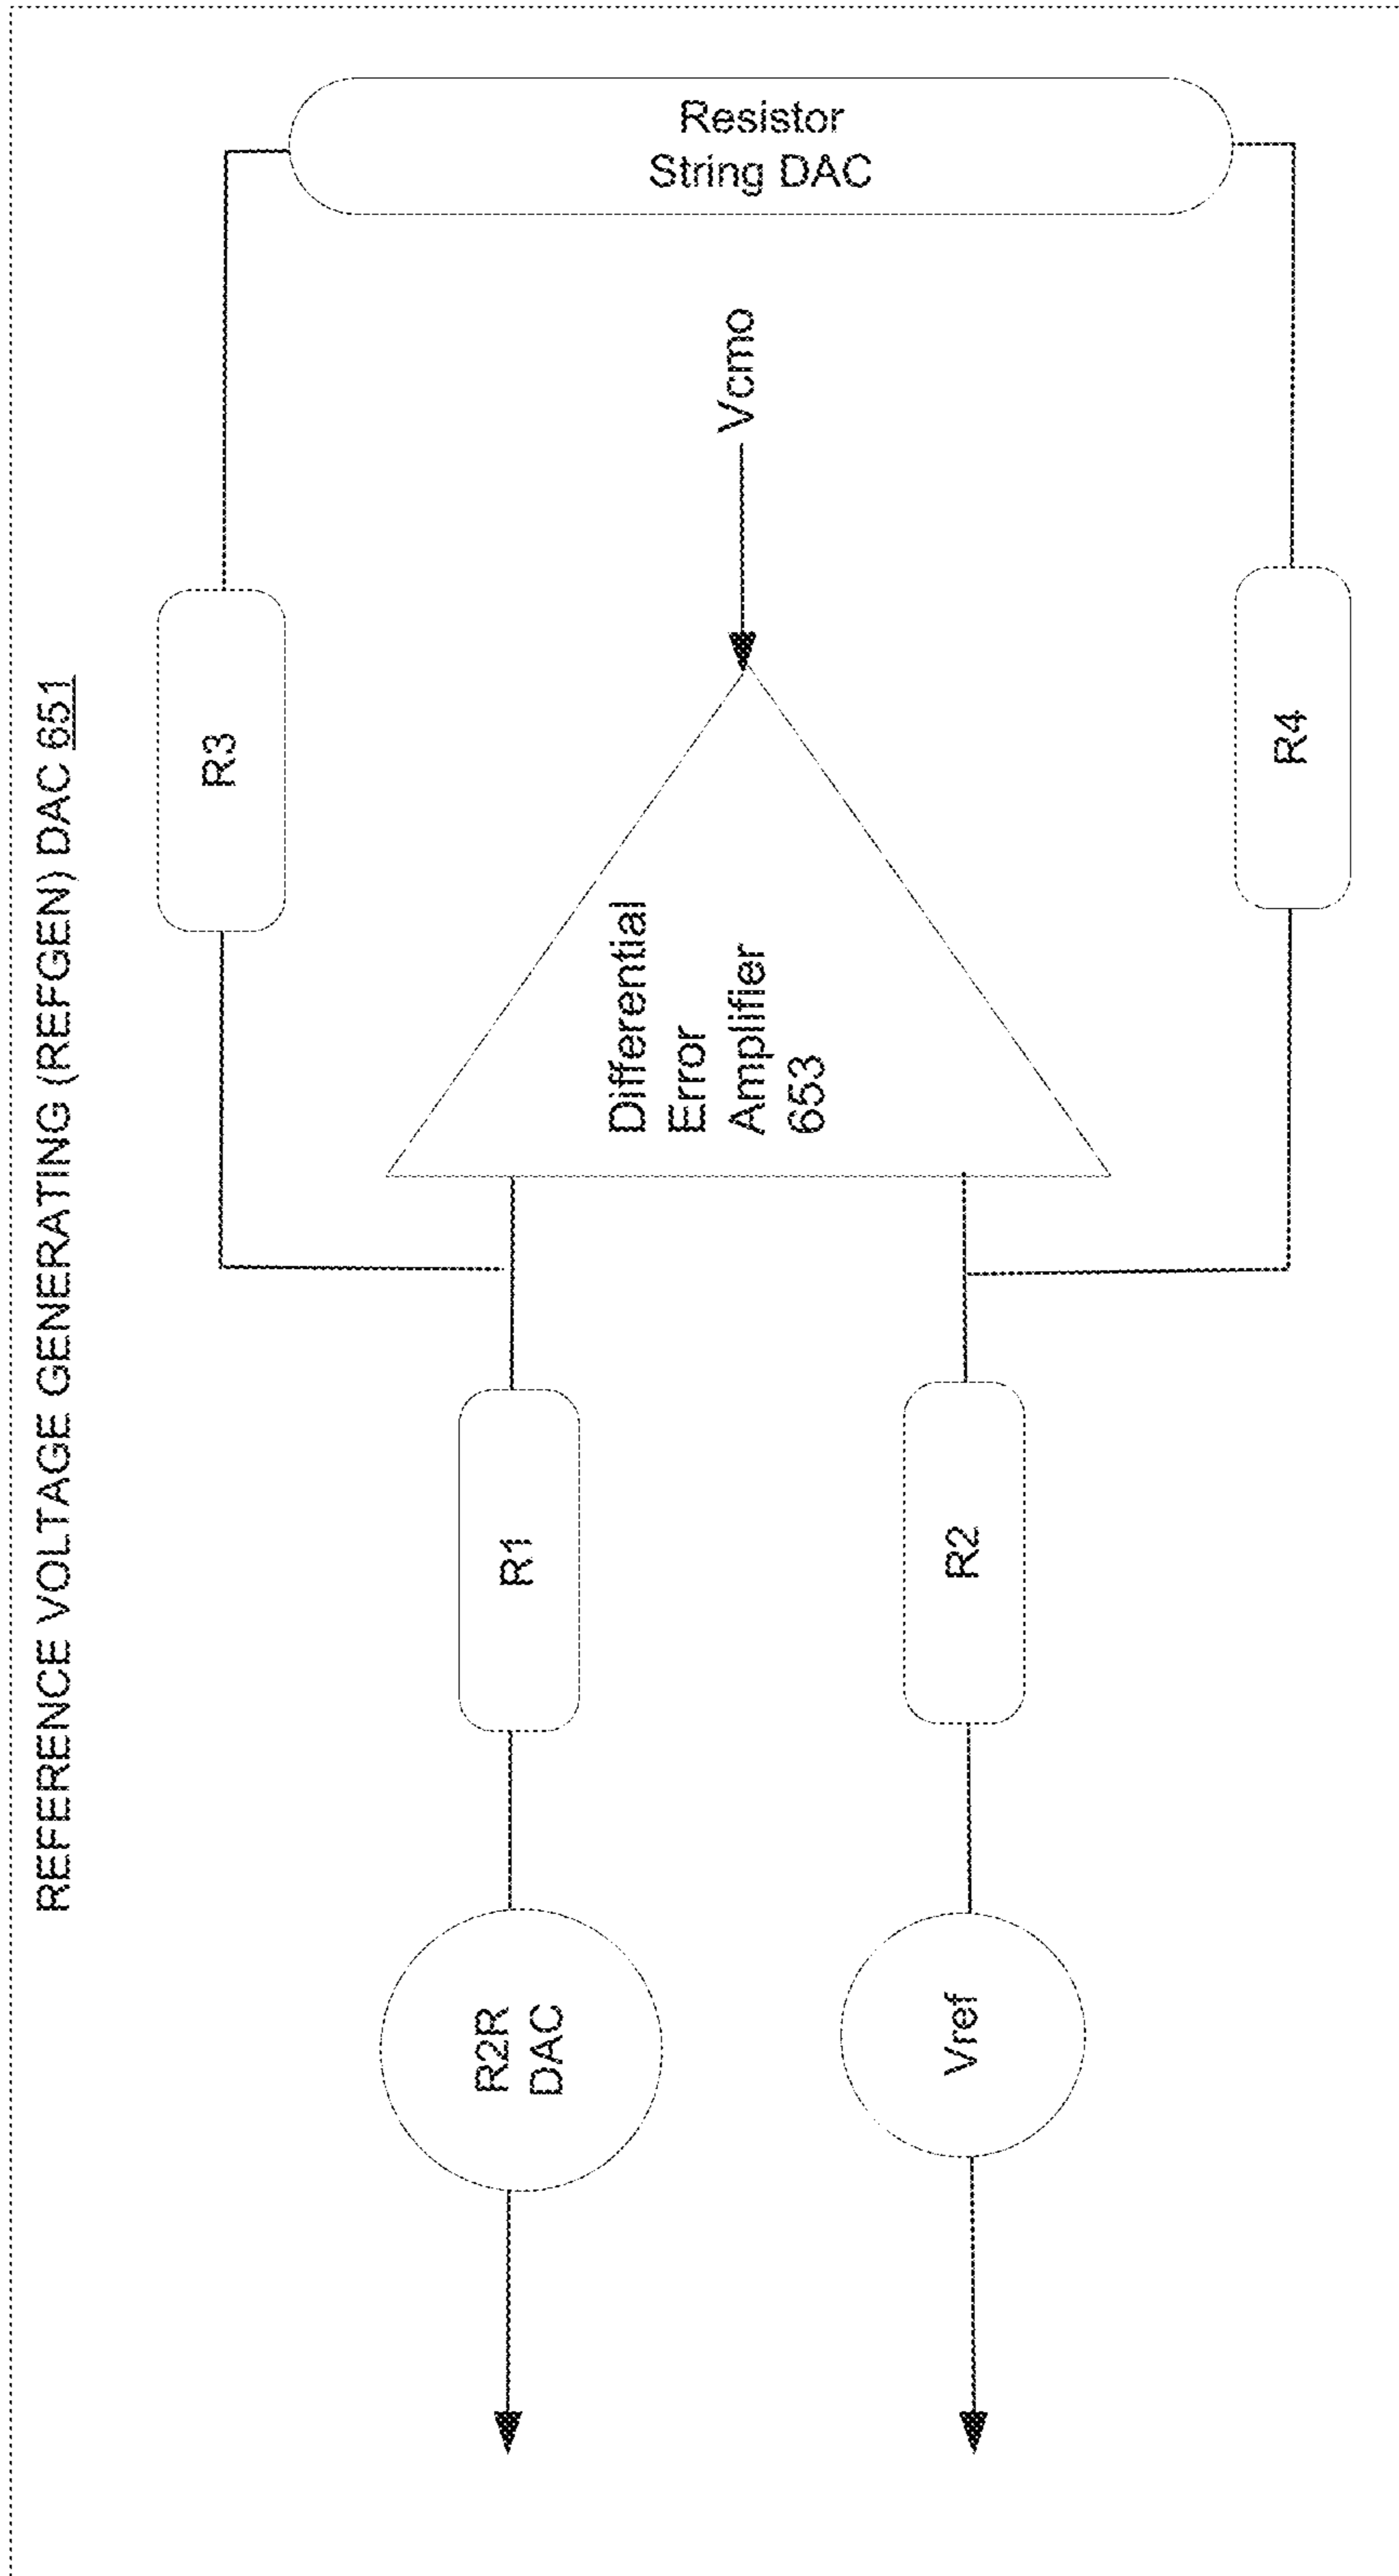 REFERENCE VOLTAGE GENERATING (REFGEN) DAC 651
R2R
DAC
R1
R3
Differential
Error
Amplifier
653
Vcmo
Resistor
String DAC
Vref
R2
R4